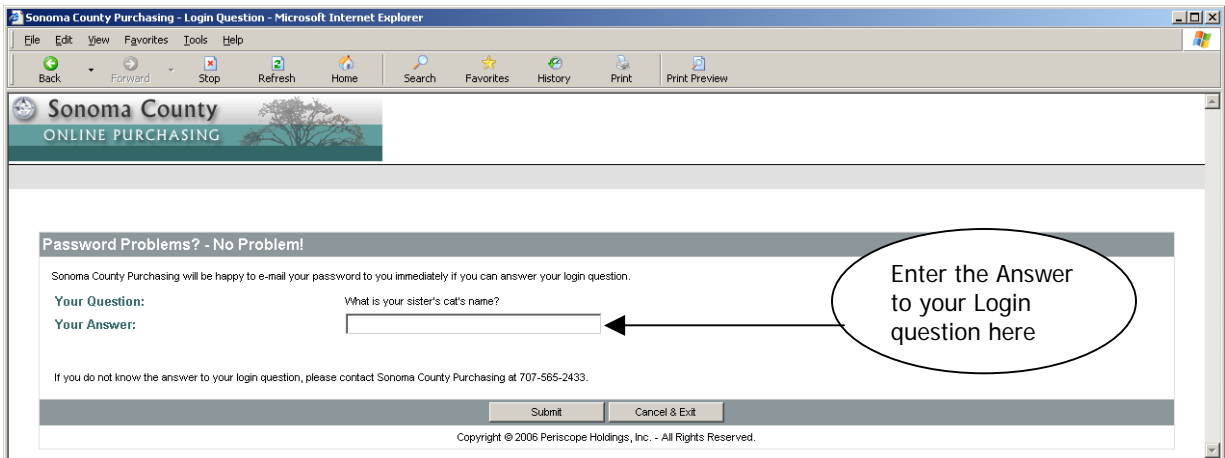 Sonoma County Purchasing - Login Question - Microsoft Internet Explorer
File Edit View Favorites Tools Help
Back Forward Stop Refresh Home Search Favorites History Print Print Preview
Sonoma County
ONLINE PURCHASING
Password Problems? - No Problem!
Sonoma County Purchasing will be happy to e-mail your password to you immediately if you can answer your login question.
Your Question: What is your sister's cat's name?
Your Answer:
Enter the Answer
to your Login
question here
If you do not know the answer to your login question, please contact Sonoma County Purchasing at 707-565-2433.
Submit Cancel & Exit
Copyright © 2006 Periscope Holdings, Inc. - All Rights Reserved.